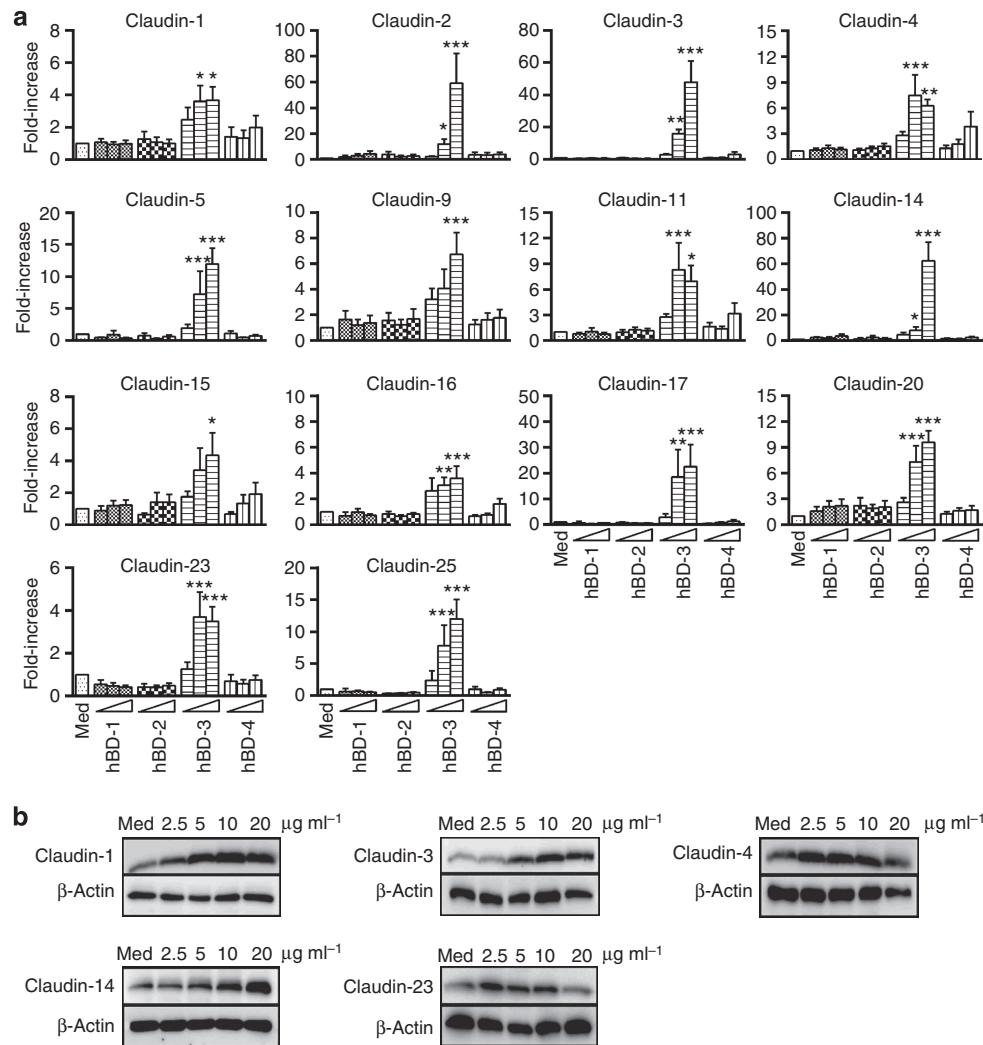 a
Claudin-1
Claudin-2
Claudin-3
Claudin-4
Fold-increase
8
6
4
2
0
* *
100
80
60
40
20
0
*
***
80
60
40
20
0
**
***
15
12
9
6
3
0
***
**
Claudin-5
Claudin-9
Claudin-11
Claudin-14
Fold-increase
20
15
10
5
0
***
***
10
8
6
4
2
0
***
15
12
9
6
3
0
***
*
100
80
60
40
20
0
*
***
Claudin-15
Claudin-16
Claudin-17
Claudin-20
Fold-increase
8
6
4
2
0
*
10
8
6
4
2
0
**
***
50
40
30
20
10
0
**
***
Med
hBD-1
hBD-2
hBD-3
hBD-4
15
12
9
6
3
0
***
***
Med
hBD-1
hBD-2
hBD-3
hBD-4
Claudin-23
Claudin-25
Fold-increase
6
4
2
0
***
***
Med
hBD-1
hBD-2
hBD-3
hBD-4
20
15
10
5
0
***
***
Med
hBD-1
hBD-2
hBD-3
hBD-4
b
Med 2.5 5 10 20 μg ml⁻¹
Claudin-1
β-Actin
Med 2.5 5 10 20 μg ml⁻¹
Claudin-3
β-Actin
Med 2.5 5 10 20 μg ml⁻¹
Claudin-4
β-Actin
Med 2.5 5 10 20 μg ml⁻¹
Claudin-14
β-Actin
Med 2.5 5 10 20 μg ml⁻¹
Claudin-23
β-Actin